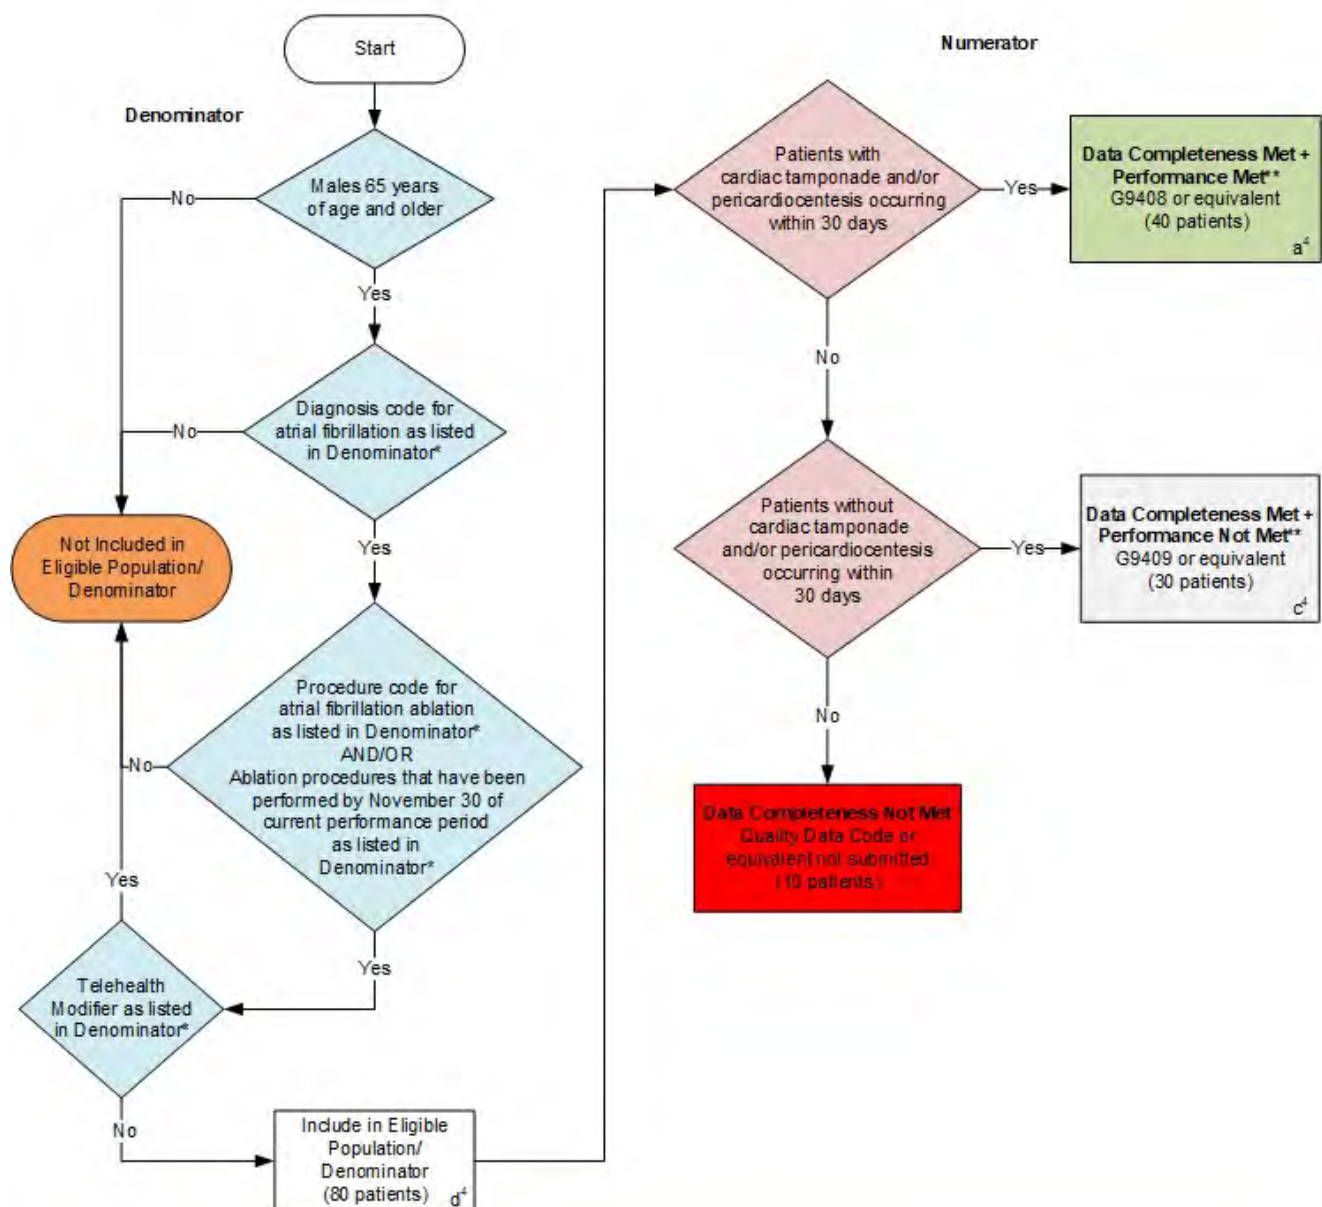 Start
Denominator
Males 65 years
of age and older
No
Yes
Diagnosis code for
atrial fibrillation as listed
in Denominator*
No
Yes
Not Included in
Eligible Population/
Denominator
Procedure code for
atrial fibrillation ablation
as listed in Denominator*
AND/OR
Ablation procedures that have been
performed by November 30 of
current performance period
as listed in
Denominator*
No
Yes
Yes
Telehealth
Modifier as listed
in Denominator*
No
Include in Eligible
Population/
Denominator
(80 patients) d⁴
Numerator
Patients with
cardiac tamponade and/or
pericardiocentesis occurring
within 30 days
Yes
Data Completeness Met +
Performance Met**
G9408 or equivalent
(40 patients)
a⁴
No
Patients without
cardiac tamponade
and/or pericardiocentesis
occurring within
30 days
Yes
Data Completeness Met +
Performance Not Met**
G9409 or equivalent
(30 patients)
c⁴
No
Data Completeness Not Met
Quality Data Code or
equivalent not submitted
(10 patients)